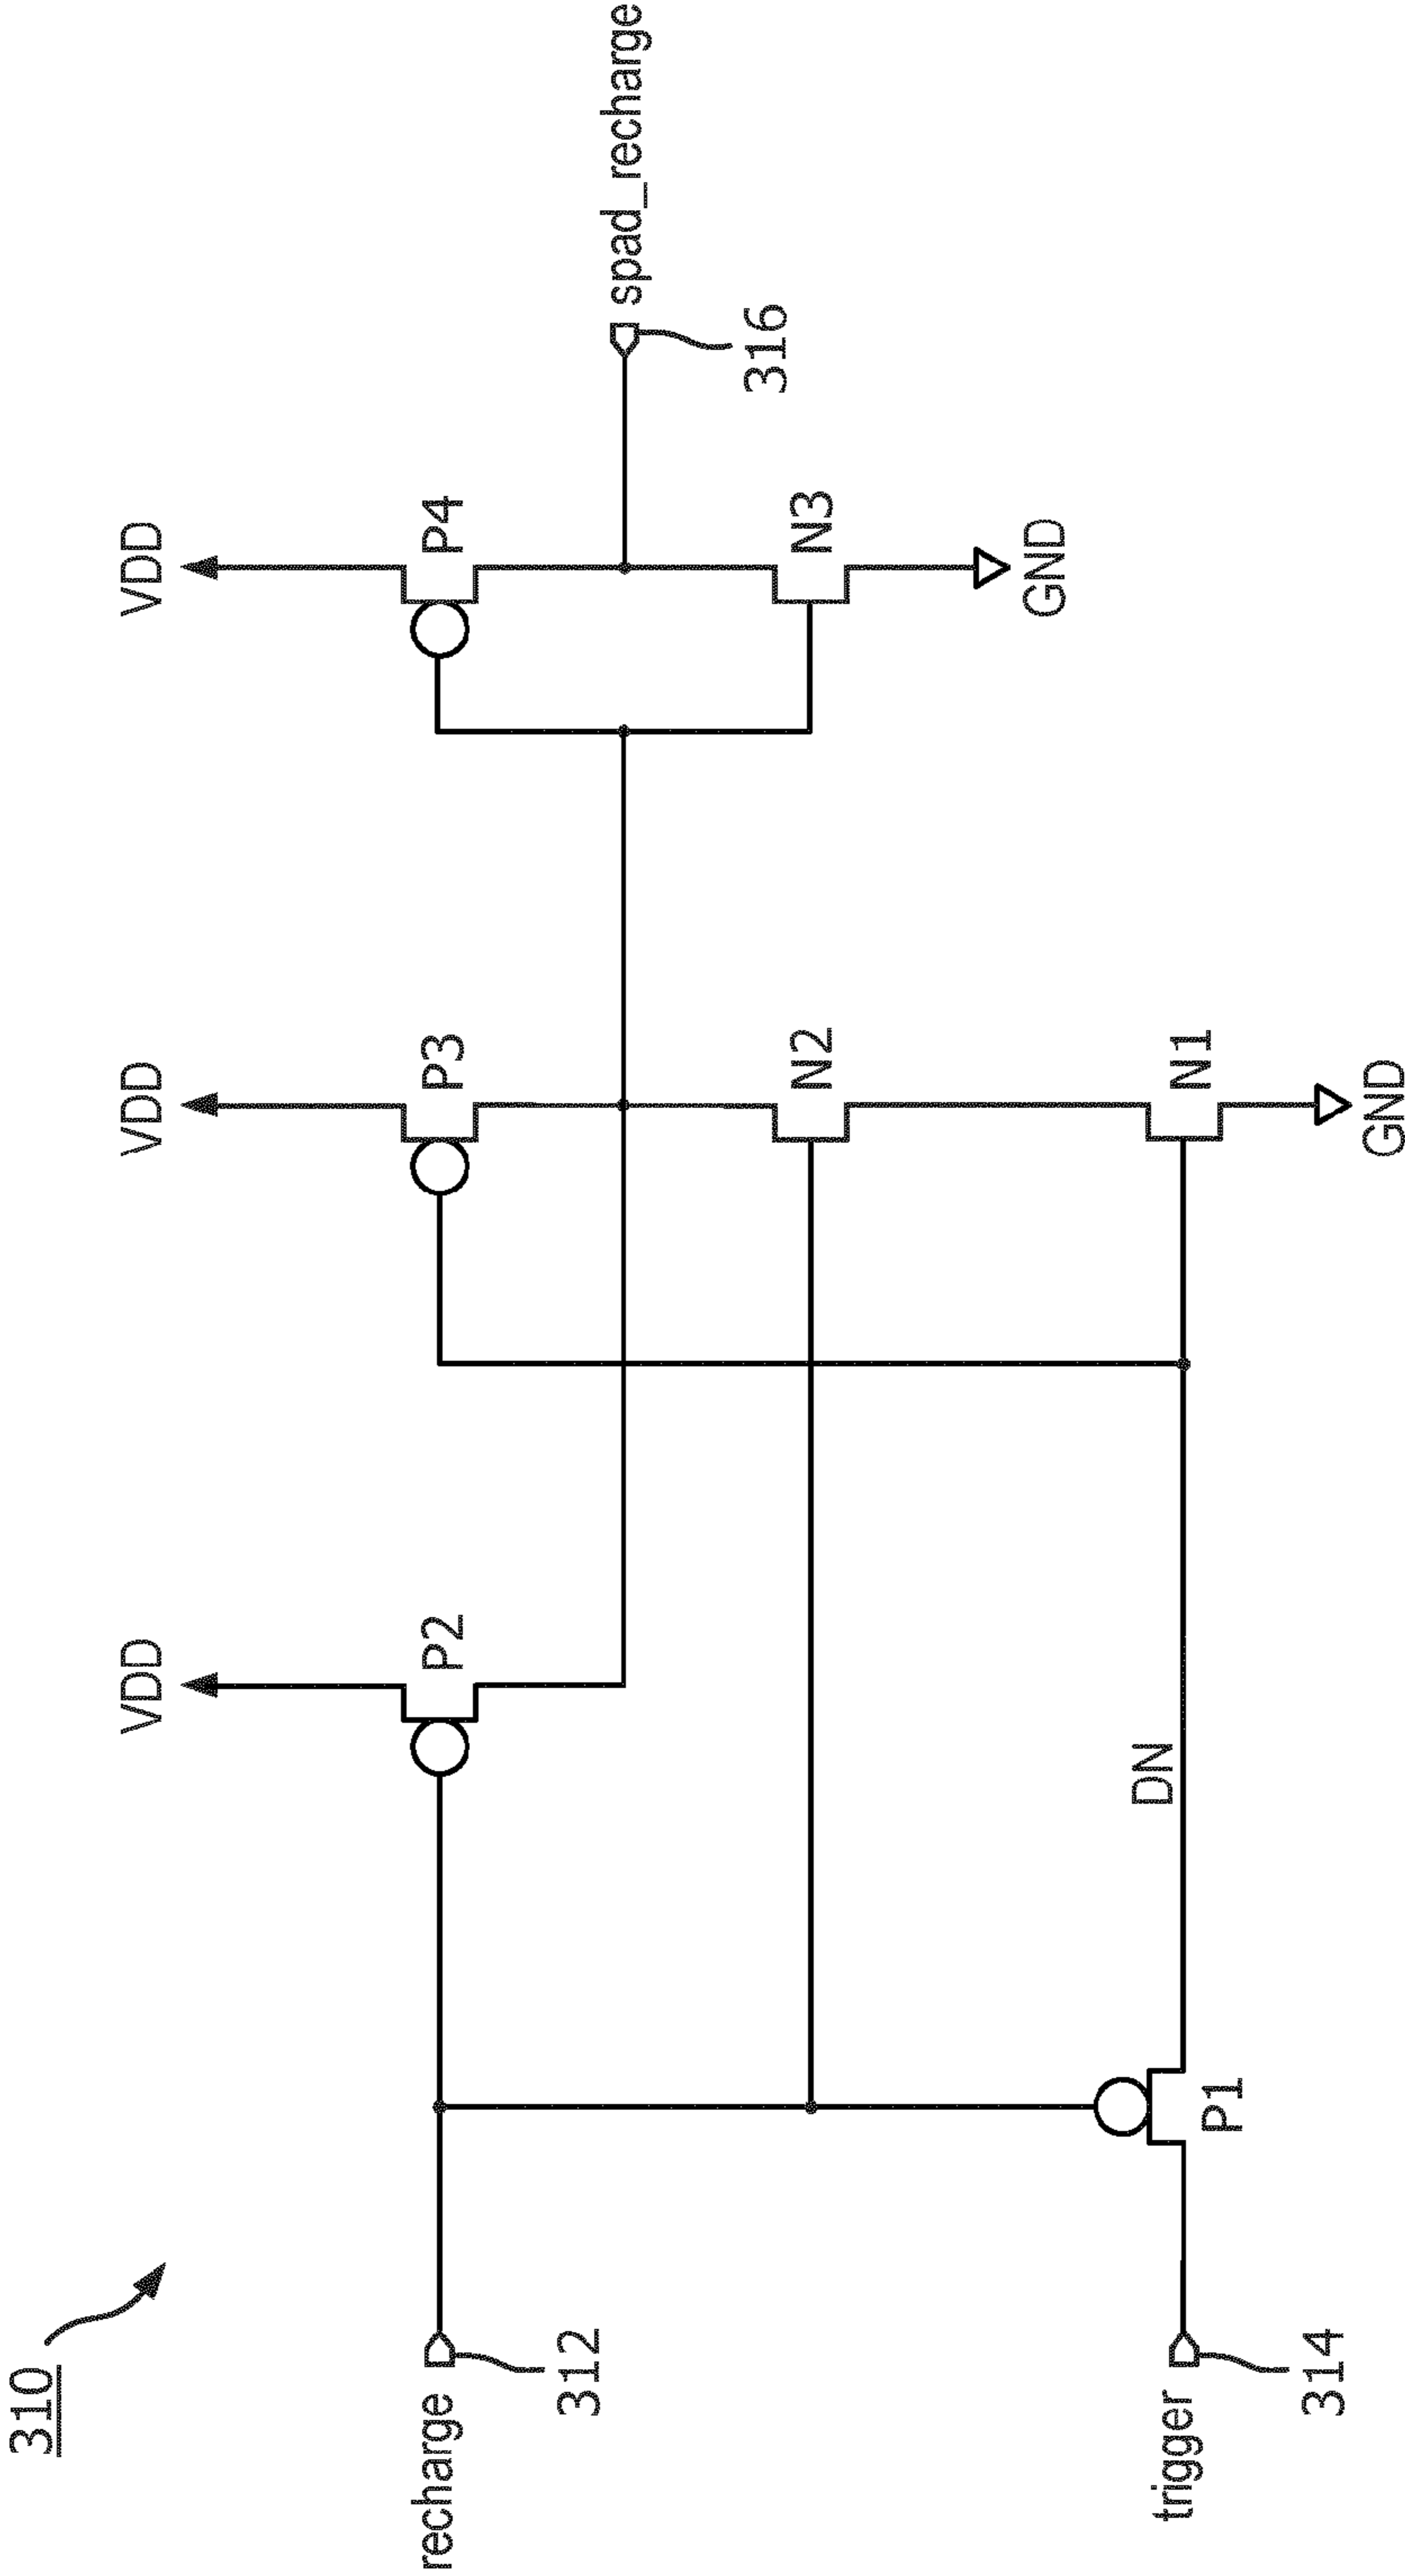 310
VDD
VDD
VDD
P2
P3
P4
recharge
312
spad_recharge
316
N2
N3
GND
DN
trigger
314
P1
N1
GND